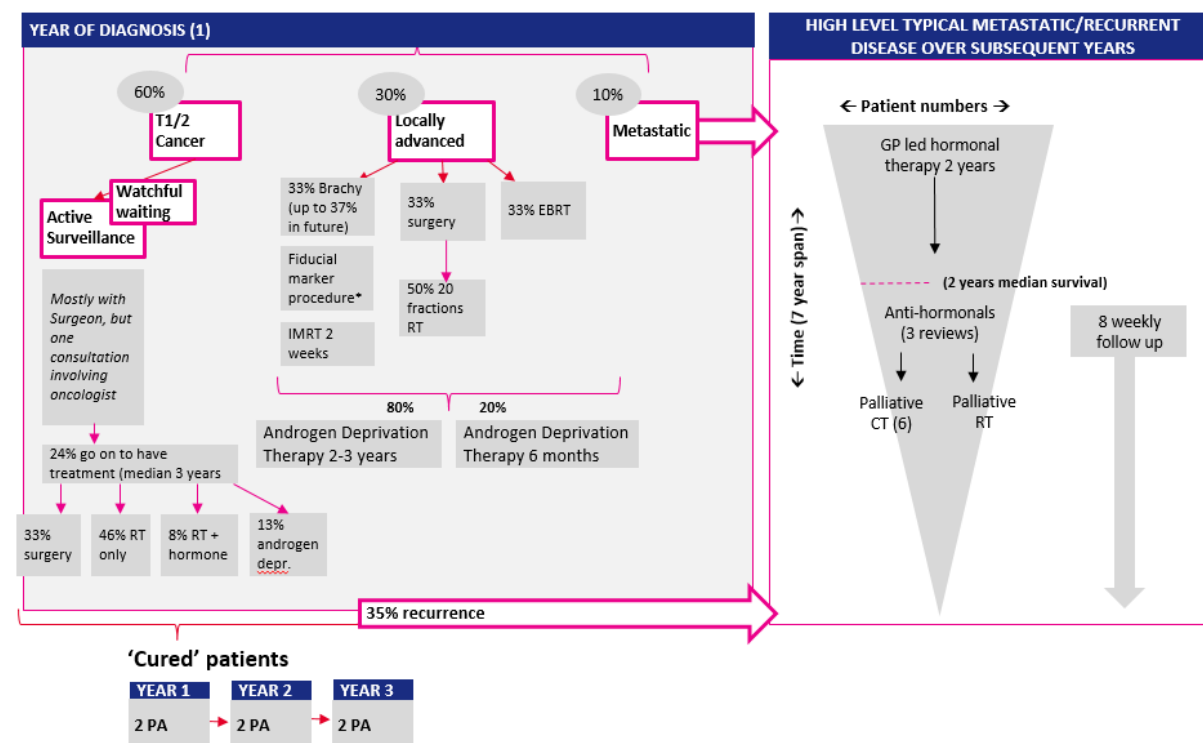 YEAR OF DIAGNOSIS (1)
60%
T1/2
Cancer
Watchful
waiting
Active
Surveillance
Mostly with
Surgeon, but
one
consultation
involving
oncologist
24% go on to have
treatment (median 3 years
33%
surgery
46% RT
only
8% RT +
hormone
13%
androgen
depr.
30%
Locally
advanced
33% Brachy
(up to 37%
in future)
Fiducial
marker
procedure*
IMRT 2
weeks
33%
surgery
50% 20
fractions
RT
33% EBRT
80%
Androgen Deprivation
Therapy 2-3 years
20%
Androgen Deprivation
Therapy 6 months
10%
Metastatic
35% recurrence
'Cured' patients
YEAR 1
2 PA
YEAR 2
2 PA
YEAR 3
2 PA
HIGH LEVEL TYPICAL METASTATIC/RECURRENT
DISEASE OVER SUBSEQUENT YEARS
← Patient numbers →
← Time (7 year span) →
GP led hormonal
therapy 2 years
(2 years median survival)
Anti-hormonals
(3 reviews)
Palliative
CT (6)
Palliative
RT
8 weekly
follow up